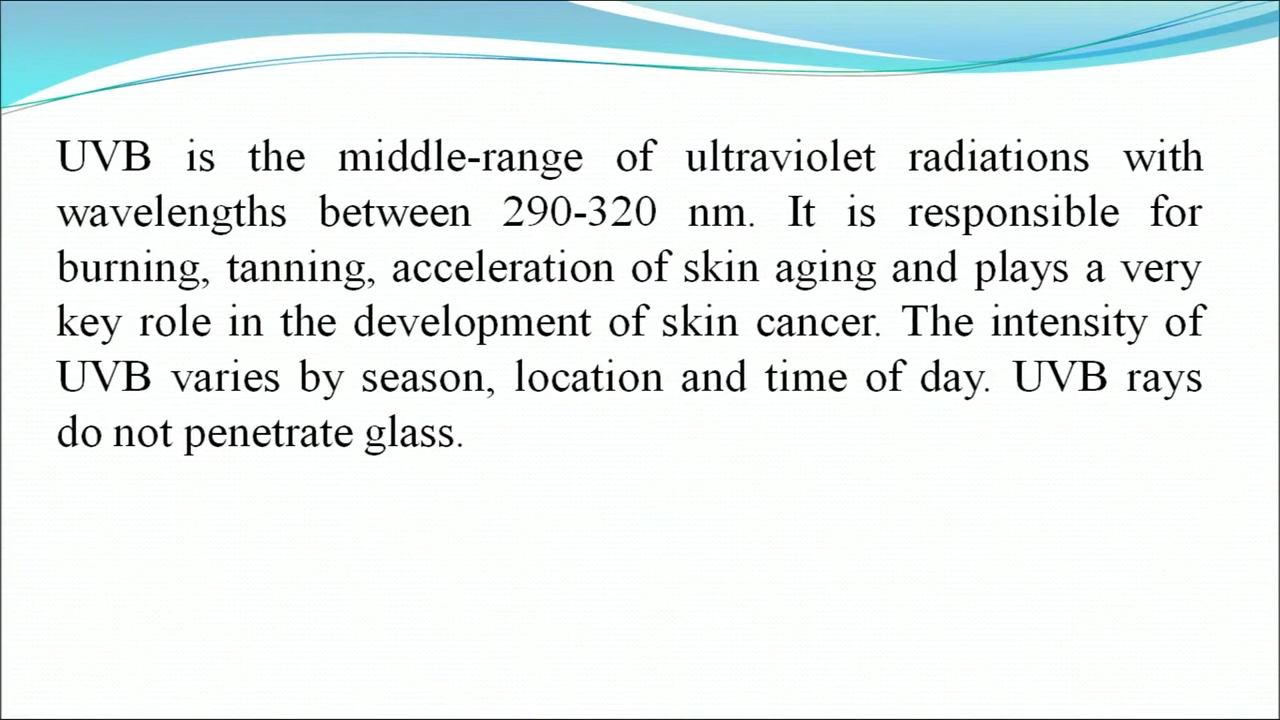 UVB is the middle-range of ultraviolet radiations with
wavelengths between 290-320 nm. It is responsible for
burning, tanning, acceleration of skin aging and plays a very
key role in the development of skin cancer. The intensity of
UVB varies by season, location and time of day. UVB rays
do not penetrate glass.